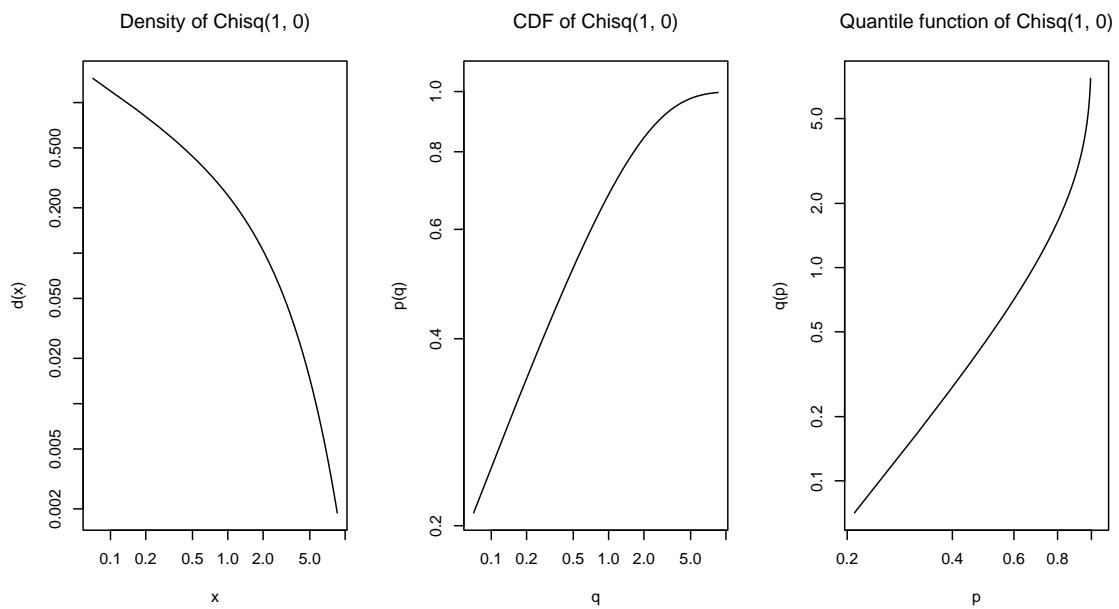 Density of Chisq(1, 0)
0.500
0.200
0.050
0.020
0.005
0.002
d(x)
0.1 0.2 0.5 1.0 2.0 5.0
x
CDF of Chisq(1, 0)
1.0
0.8
0.6
0.4
0.2
p(q)
0.1 0.2 0.5 1.0 2.0 5.0
q
Quantile function of Chisq(1, 0)
5.0
2.0
1.0
0.5
0.2
0.1
q(p)
0.2 0.4 0.6 0.8
p